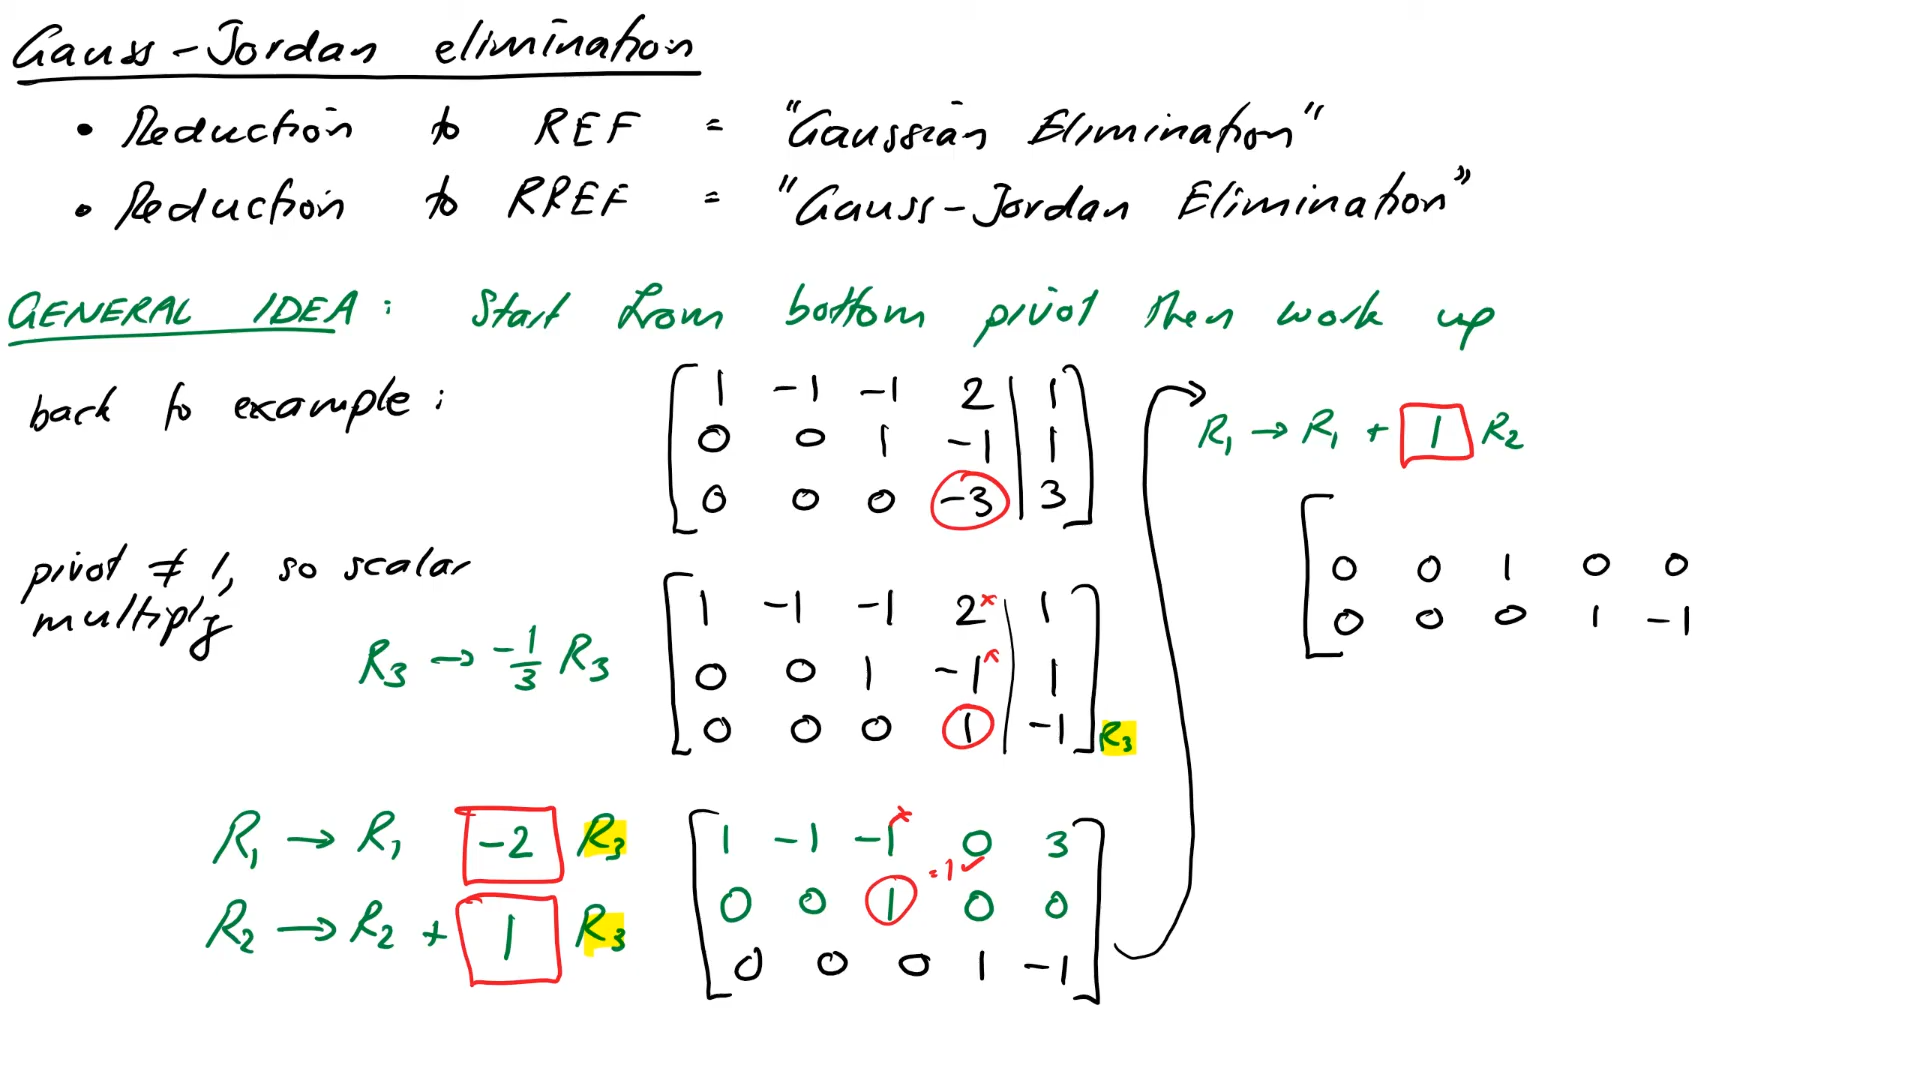 Gauss-Jordan elimination
• Reduction to REF = "Gaussian Elimination"
• Reduction to RREF = "Gauss-Jordan Elimination"
GENERAL IDEA: Start from bottom pivot then work up
back to example:
1 -1 -1 2 | 1
0 0 1 -1 | 1
0 0 0 -3 | 3
pivot ≠ 1, so scalar
multiply
R₃ → -1/3 R₃
1 -1 -1 2× | 1
0 0 1 -1× | 1
0 0 0 1 | -1 R₃
R₁ → R₁ -2 R₃
R₂ → R₂ + 1 R₃
1 -1 -1× 0 3
0 0 1 =1✓ 0 0
0 0 0 1 -1
R₁ → R₁ + 1 R₂
0 0 1 0 0
0 0 0 1 -1